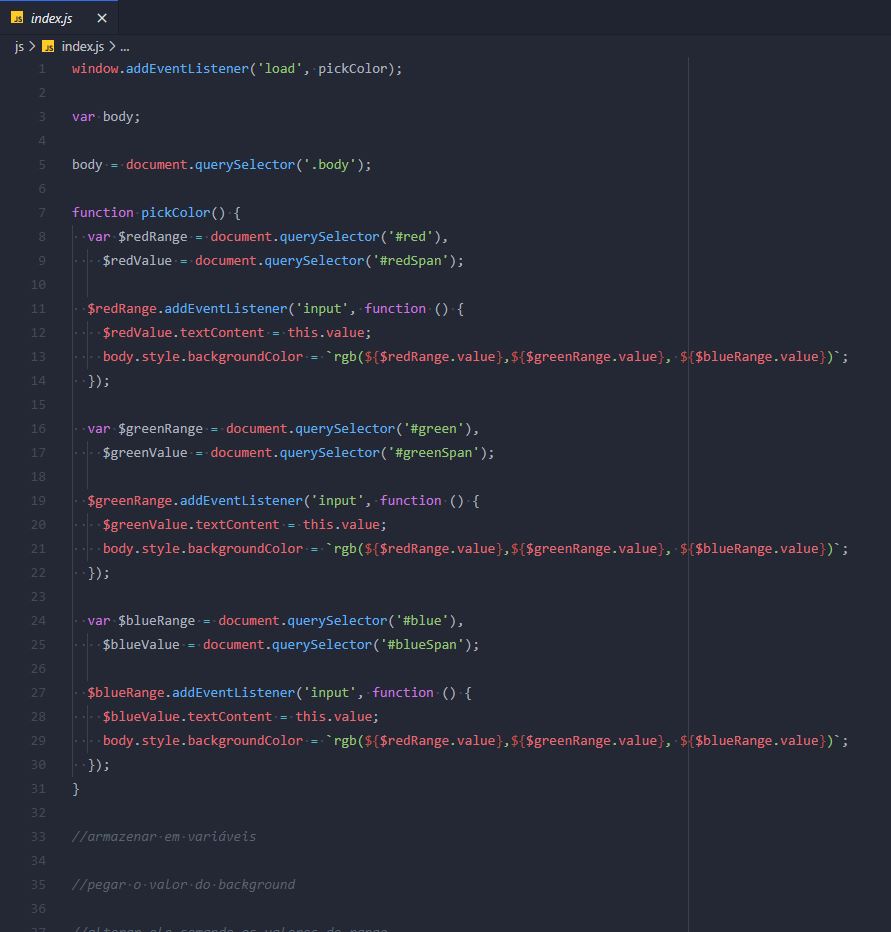 JS index.js ×
js > JS index.js > ...
1 window.addEventListener('load', pickColor);
2
3 var body;
4
5 body = document.querySelector('.body');
6
7 function pickColor() {
8   var $redRange = document.querySelector('#red'),
9     $redValue = document.querySelector('#redSpan');
10
11   $redRange.addEventListener('input', function () {
12     $redValue.textContent = this.value;
13     body.style.backgroundColor = `rgb(${$redRange.value},${$greenRange.value}, ${$blueRange.value})`;
14   });
15
16   var $greenRange = document.querySelector('#green'),
17     $greenValue = document.querySelector('#greenSpan');
18
19   $greenRange.addEventListener('input', function () {
20     $greenValue.textContent = this.value;
21     body.style.backgroundColor = `rgb(${$redRange.value},${$greenRange.value}, ${$blueRange.value})`;
22   });
23
24   var $blueRange = document.querySelector('#blue'),
25     $blueValue = document.querySelector('#blueSpan');
26
27   $blueRange.addEventListener('input', function () {
28     $blueValue.textContent = this.value;
29     body.style.backgroundColor = `rgb(${$redRange.value},${$greenRange.value}, ${$blueRange.value})`;
30   });
31 }
32
33 //armazenar em variáveis
34
35 //pegar o valor do background
36
37